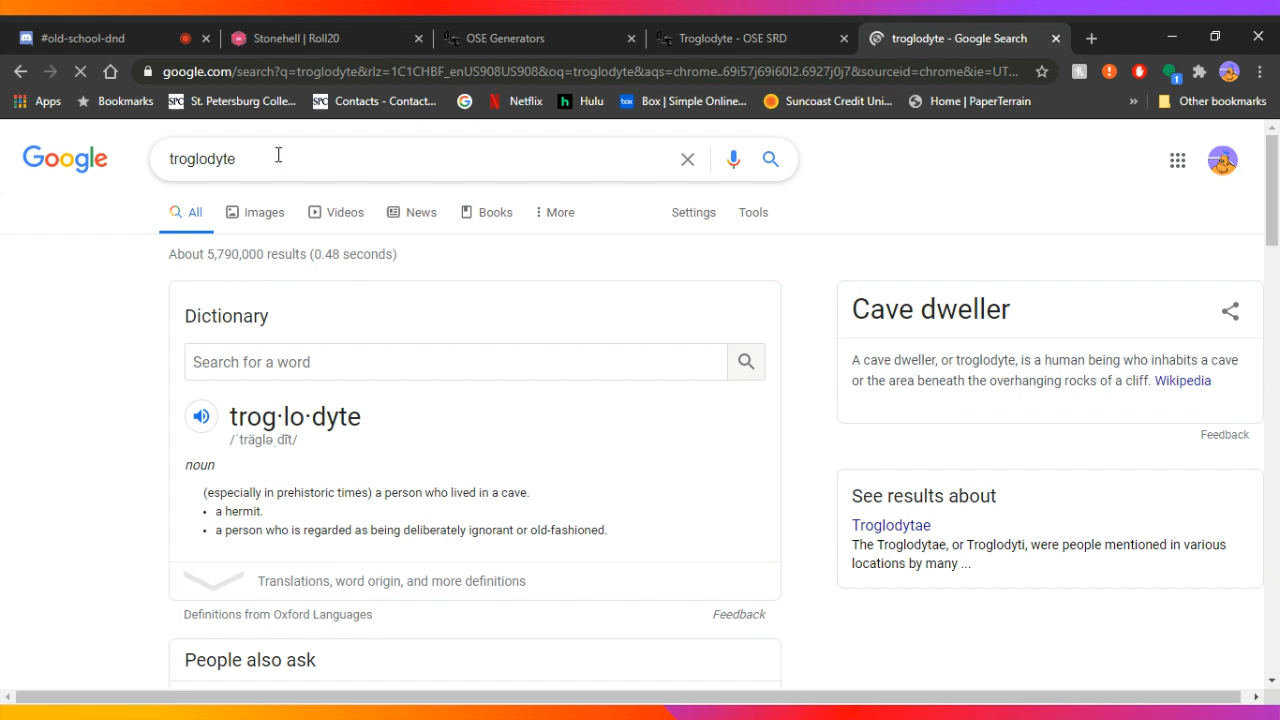 #old-school-dnd
Stonehell | Roll20
OSE Generators
Troglodyte - OSE SRD
troglodyte - Google Search
google.com/search?q=troglodyte&rlz=1C1CHBF_enUS908US908&oq=troglodyte&aqs=chrome..69i57j69i60l2.6927j0j7&sourceid=chrome&ie=UT...
1
Apps
Bookmarks
St. Petersburg Colle...
Contacts - Contact...
Netflix
Hulu
Box | Simple Onlin...
Suncoast Credit Uni...
Home | PaperTerrain
»
Other bookmarks
Google
troglodyte
All
Images
Videos
News
Books
More
Settings
Tools
About 5,790,000 results (0.48 seconds)
Dictionary
Search for a word
trog·lo·dyte
/ˈträɡləˌdīt/
noun
(especially in prehistoric times) a person who lived in a cave.
• a hermit.
• a person who is regarded as being deliberately ignorant or old-fashioned.
Translations, word origin, and more definitions
Definitions from Oxford Languages
Feedback
People also ask
Cave dweller
A cave dweller, or troglodyte, is a human being who inhabits a cave
or the area beneath the overhanging rocks of a cliff. Wikipedia
Feedback
See results about
Troglodytae
The Troglodytae, or Troglodyti, were people mentioned in various
locations by many ...